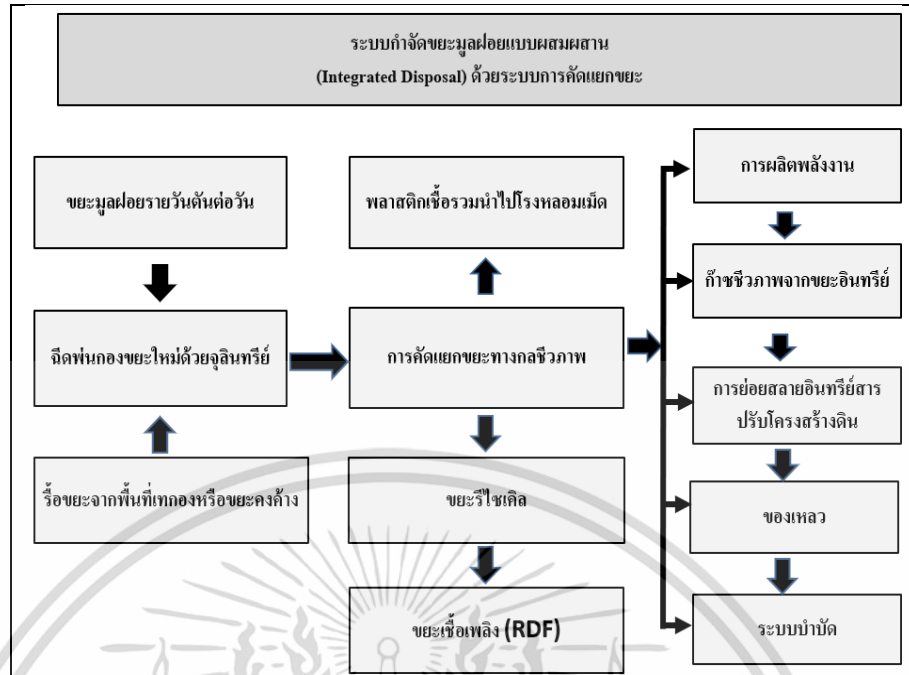 ระบบกำจัดขยะมูลฝอยแบบผสมผสาน
(Integrated Disposal) ด้วยระบบการคัดแยกขยะ
ขยะมูลฝอยรายวันตันต่อวัน
ฉีดพ่นกองขยะใหม่ด้วยจุลินทรีย์
รื้อขยะจากพื้นที่เทกองหรือขยะคงค้าง
พลาสติกเชื้อรวมนำไปโรงหลอมเม็ด
การคัดแยกขยะทางกลชีวภาพ
ขยะรีไซเคิล
ขยะเชื้อเพลิง (RDF)
การผลิตพลังงาน
ก๊าซชีวภาพจากขยะอินทรีย์
การย่อยสลายอินทรีย์สาร
ปรับโครงสร้างดิน
ของเหลว
ระบบบำบัด